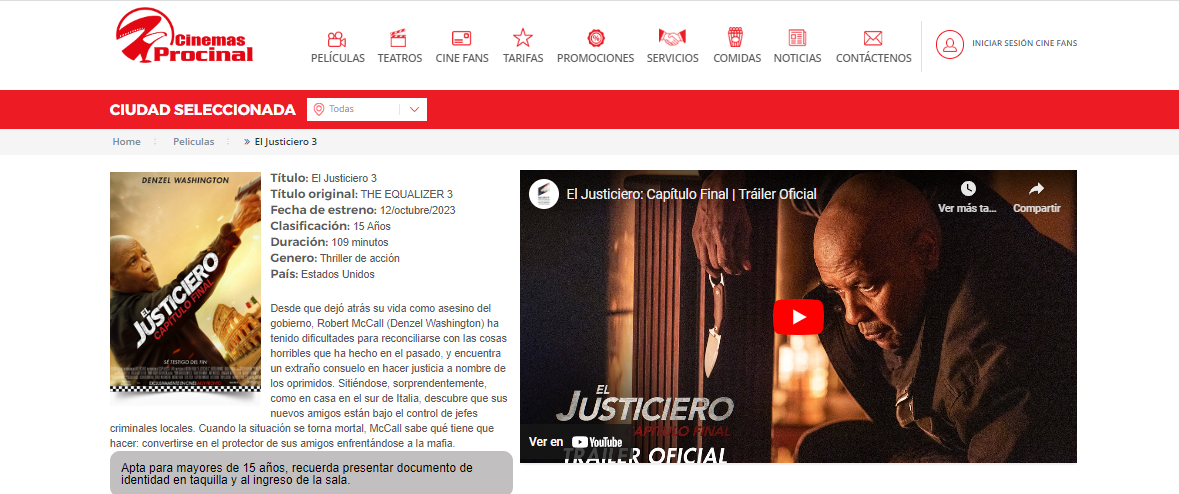 Cinemas
Procinal
PELÍCULAS
TEATROS
CINE FANS
TARIFAS
PROMOCIONES
SERVICIOS
COMIDAS
NOTICIAS
CONTÁCTENOS
INICIAR SESIÓN CINE FANS
CIUDAD SELECCIONADA
Todas
Home
Películas
» El Justiciero 3
DENZEL WASHINGTON
EL
JUSTICIERO
CAPÍTULO FINAL
SÉ TESTIGO DEL FIN
Título: El Justiciero 3
Título original: THE EQUALIZER 3
Fecha de estreno: 12/octubre/2023
Clasificación: 15 Años
Duración: 109 minutos
Genero: Thriller de acción
País: Estados Unidos
Desde que dejó atrás su vida como asesino del
gobierno, Robert McCall (Denzel Washington) ha
tenido dificultades para reconciliarse con las cosas
horribles que ha hecho en el pasado, y encuentra
un extraño consuelo en hacer justicia a nombre de
los oprimidos. Sitiéndose, sorprendentemente,
como en casa en el sur de Italia, descubre que sus
nuevos amigos están bajo el control de jefes
criminales locales. Cuando la situación se torna mortal, McCall sabe qué tiene que
hacer: convertirse en el protector de sus amigos enfrentándose a la mafia.
Apta para mayores de 15 años, recuerda presentar documento de
identidad en taquilla y al ingreso de la sala.
El Justiciero: Capítulo Final | Tráiler Oficial
Ver más ta...
Compartir
EL
JUSTICIERO
CAPÍTULO FINAL
TRÁILER OFICIAL
Ver en YouTube